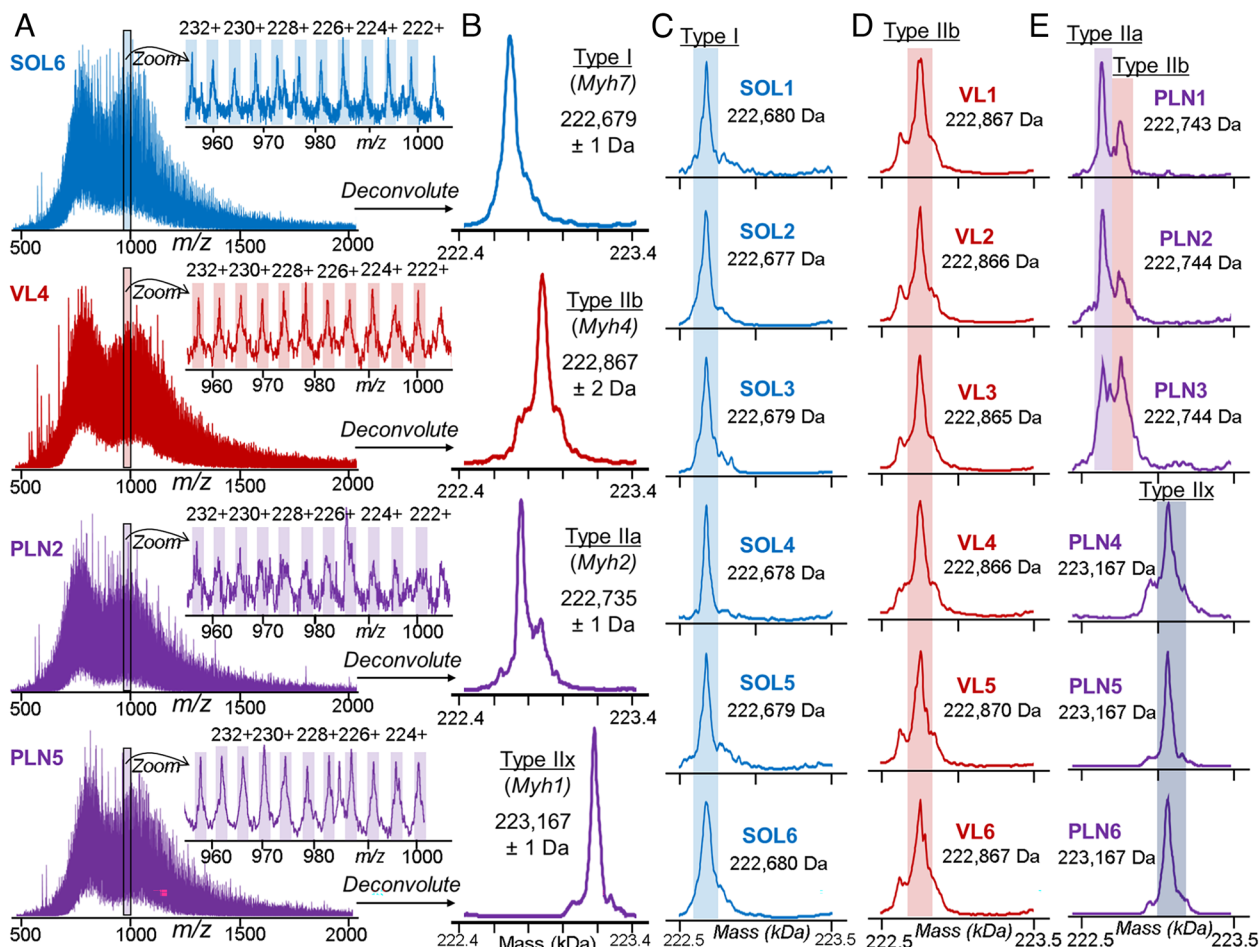 A
SOL6
232+ 230+ 228+ 226+ 224+ 222+
Zoom
960 970 980 m/z 1000
Deconvolute
500 1000 m/z 1500 2000
VL4
232+ 230+ 228+ 226+ 224+ 222+
Zoom
960 970 980 m/z 1000
Deconvolute
500 1000 m/z 1500 2000
PLN2
232+ 230+ 228+ 226+ 224+ 222+
Zoom
960 970 980 m/z 1000
Deconvolute
500 1000 m/z 1500 2000
PLN5
232+ 230+ 228+ 226+ 224+
Zoom
960 970 980 m/z 1000
Deconvolute
500 1000 m/z 1500 2000
B
Type I
(Myh7)
222,679
± 1 Da
222.4 223.4
Type IIb
(Myh4)
222,867
± 2 Da
222.4 223.4
Type IIa
(Myh2)
222,735
± 1 Da
222.4 223.4
Type IIx
(Myh1)
223,167
± 1 Da
222.4 Mass (kDa) 223.4
C
Type I
SOL1
222,680 Da
SOL2
222,677 Da
SOL3
222,679 Da
SOL4
222,678 Da
SOL5
222,679 Da
SOL6
222,680 Da
222.5 Mass (kDa) 223.5
D
Type IIb
VL1
222,867 Da
VL2
222,866 Da
VL3
222,865 Da
VL4
222,866 Da
VL5
222,870 Da
VL6
222,867 Da
222.5 Mass (kDa) 223.5
E
Type IIa
Type IIb
PLN1
222,743 Da
PLN2
222,744 Da
PLN3
222,744 Da
Type IIx
PLN4
223,167 Da
PLN5
223,167 Da
PLN6
223,167 Da
222.5 Mass (kDa) 223.5